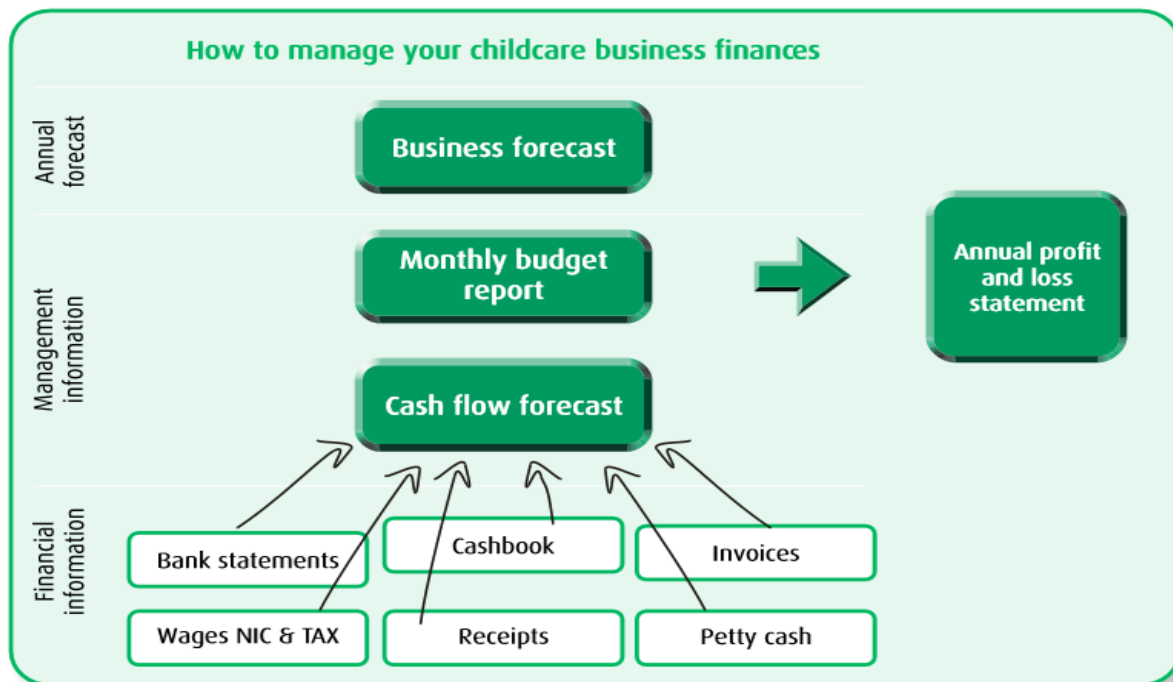 How to manage your childcare business finances
Annual
forecast
Business forecast
Management
information
Monthly budget
report
Cash flow forecast
Annual profit
and loss
statement
Financial
information
Bank statements
Cashbook
Invoices
Wages NIC & TAX
Receipts
Petty cash